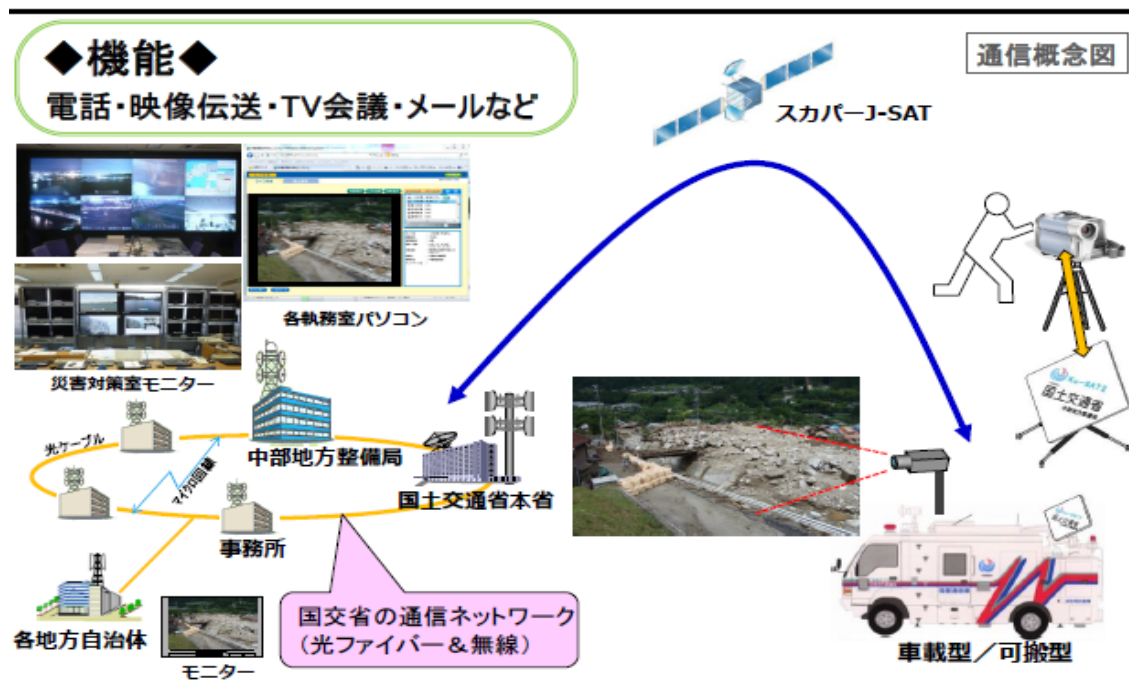 ◆機能◆
電話・映像伝送・TV会議・メールなど
通信概念図
スカパーJ-SAT
各執務室パソコン
災害対策室モニター
光ケーブル
マイクロ回線
中部地方整備局
国土交通省本省
事務所
各地方自治体
モニター
国交省の通信ネットワーク
(光ファイバー＆無線)
Ku-SATⅡ
国土交通省
車載型／可搬型